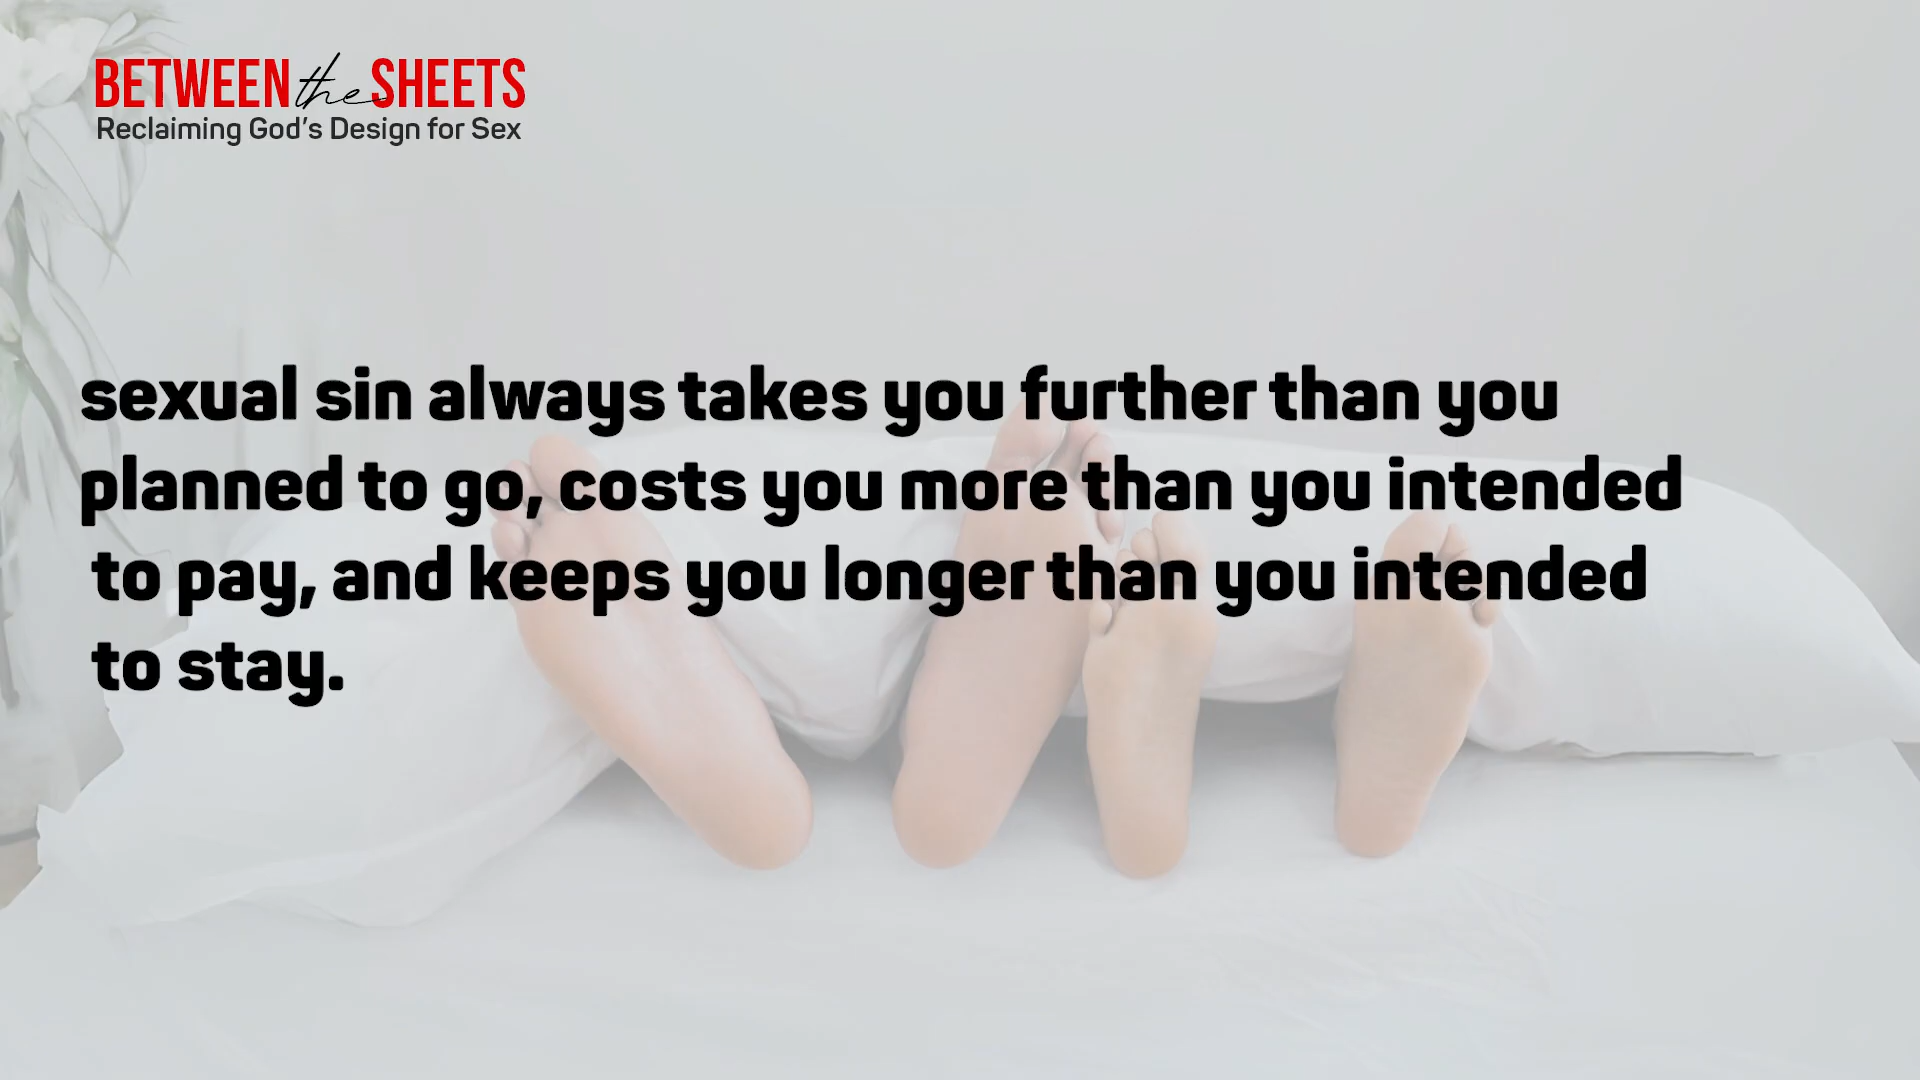 BETWEEN the SHEETS
Reclaiming God's Design for Sex
sexual sin always takes you further than you
planned to go, costs you more than you intended
to pay, and keeps you longer than you intended
to stay.